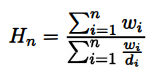 $$H_n = \frac{\sum_{i=1}^{n} w_i}{\sum_{i=1}^{n} \frac{w_i}{d_i}}$$